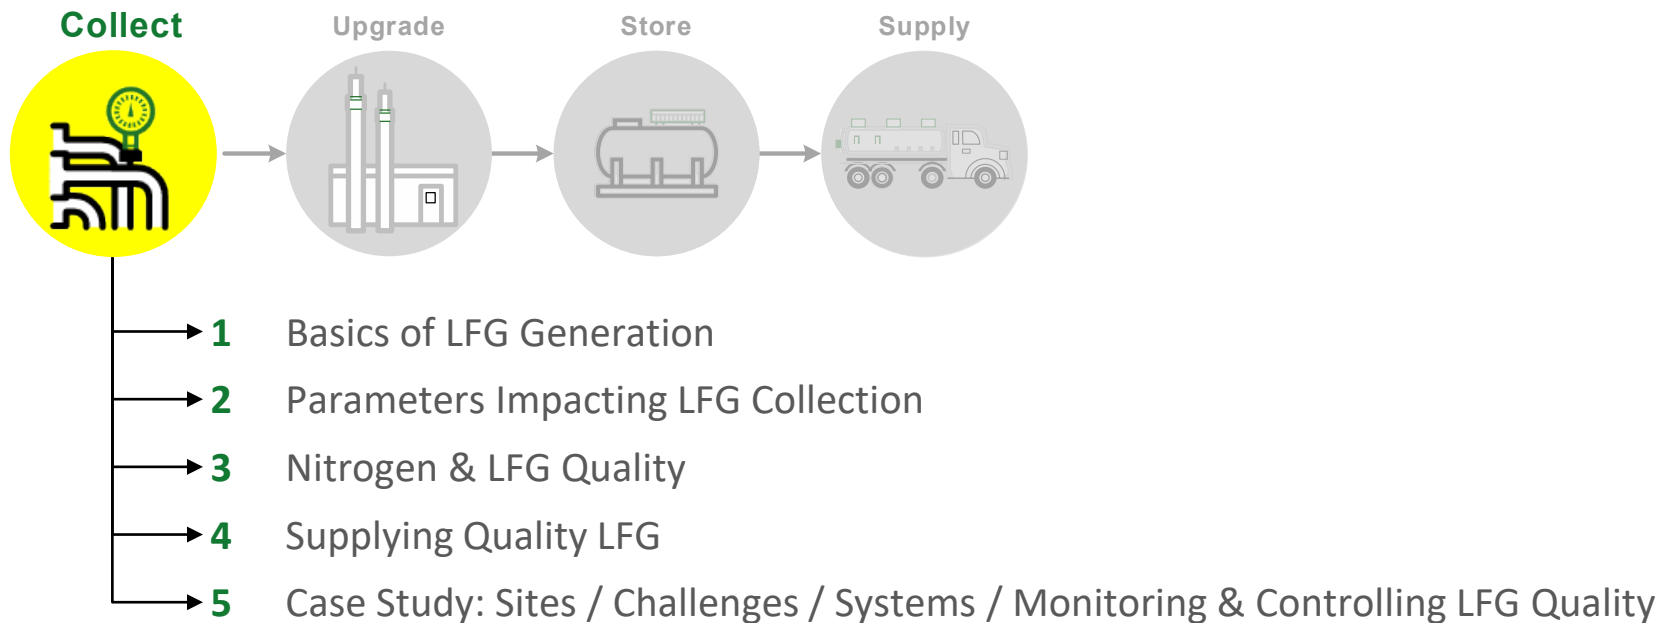 Collect
Upgrade
Store
Supply
1 Basics of LFG Generation
2 Parameters Impacting LFG Collection
3 Nitrogen & LFG Quality
4 Supplying Quality LFG
5 Case Study: Sites / Challenges / Systems / Monitoring & Controlling LFG Quality